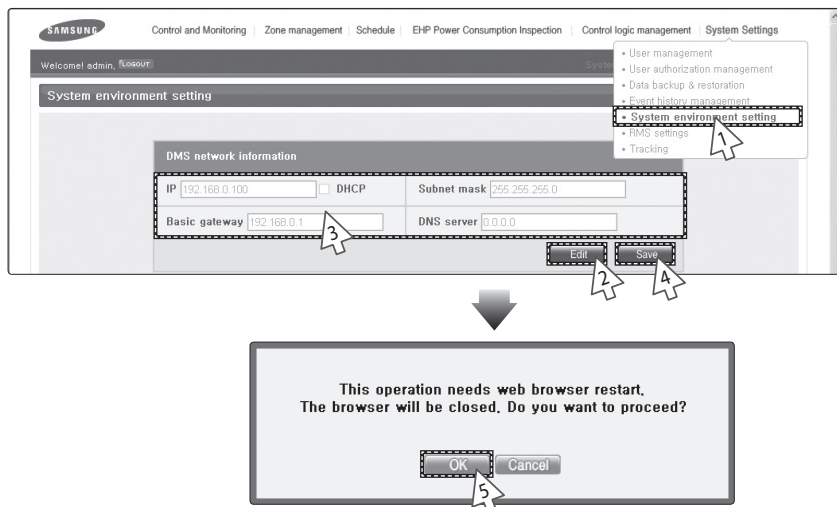 SAMSUNG Control and Monitoring Zone management Schedule EHP Power Consumption Inspection Control logic management System Settings
Welcome! admin, LOGOUT
• User management
• User authorization management
• Data backup & restoration
• Event history management
• System environment setting
• RMS settings
• Tracking
System environment setting
DMS network information
IP 192.168.0.100 DHCP Subnet mask 255.255.255.0
Basic gateway 192.168.0.1 DNS server 0.0.0.0
Edit Save
1
2
3
4
This operation needs web browser restart.
The browser will be closed. Do you want to proceed?
OK Cancel
5